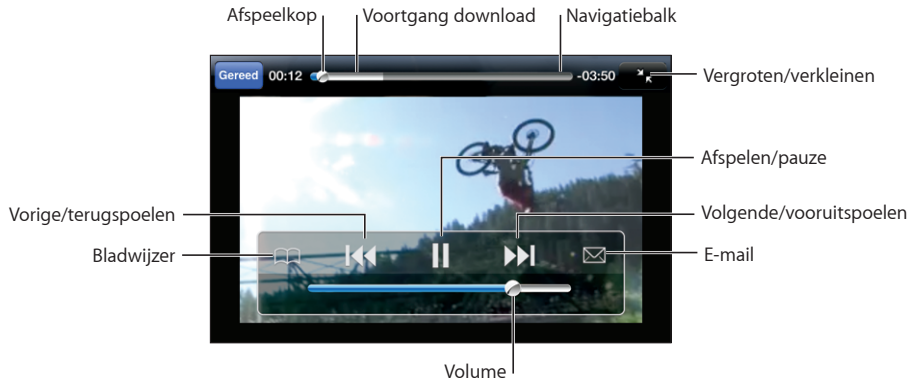 Afspeelkop
Voortgang download
Navigatiebalk
Gereed 00:12 -03:50
Vergroten/verkleinen
Afspelen/pauze
Vorige/terugspoelen
Volgende/vooruitspoelen
Bladwijzer
E-mail
Volume